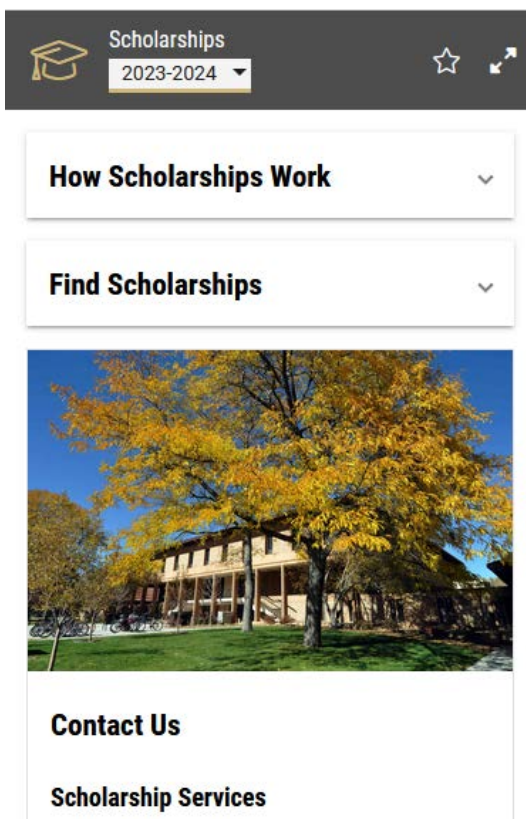 Scholarships
2023-2024
How Scholarships Work
Find Scholarships
Contact Us
Scholarship Services